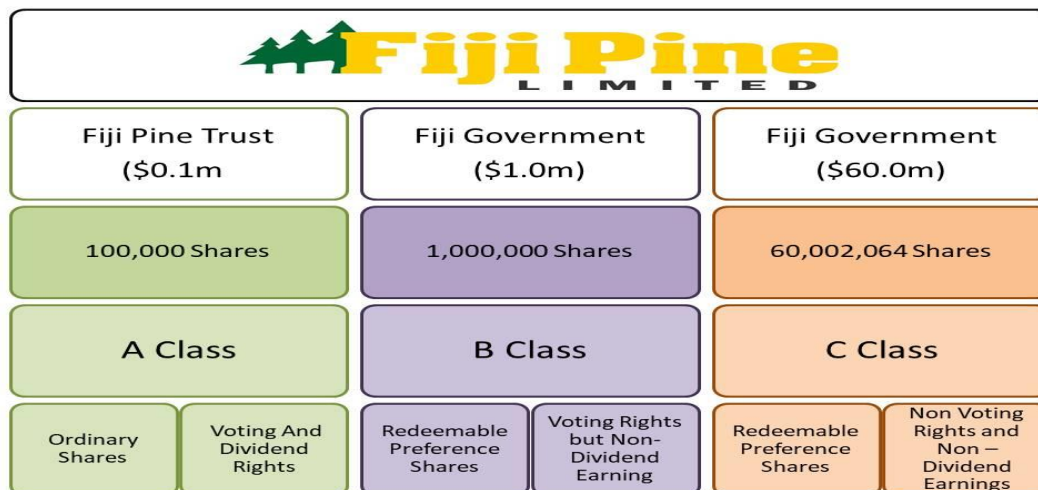 Fiji Pine
LIMITED
Fiji Pine Trust
($0.1m
Fiji Government
($1.0m)
Fiji Government
($60.0m)
100,000 Shares
1,000,000 Shares
60,002,064 Shares
A Class
B Class
C Class
Ordinary
Shares
Voting And
Dividend
Rights
Redeemable
Preference
Shares
Voting Rights
but Non-
Dividend
Earning
Redeemable
Preference
Shares
Non Voting
Rights and
Non –
Dividend
Earnings